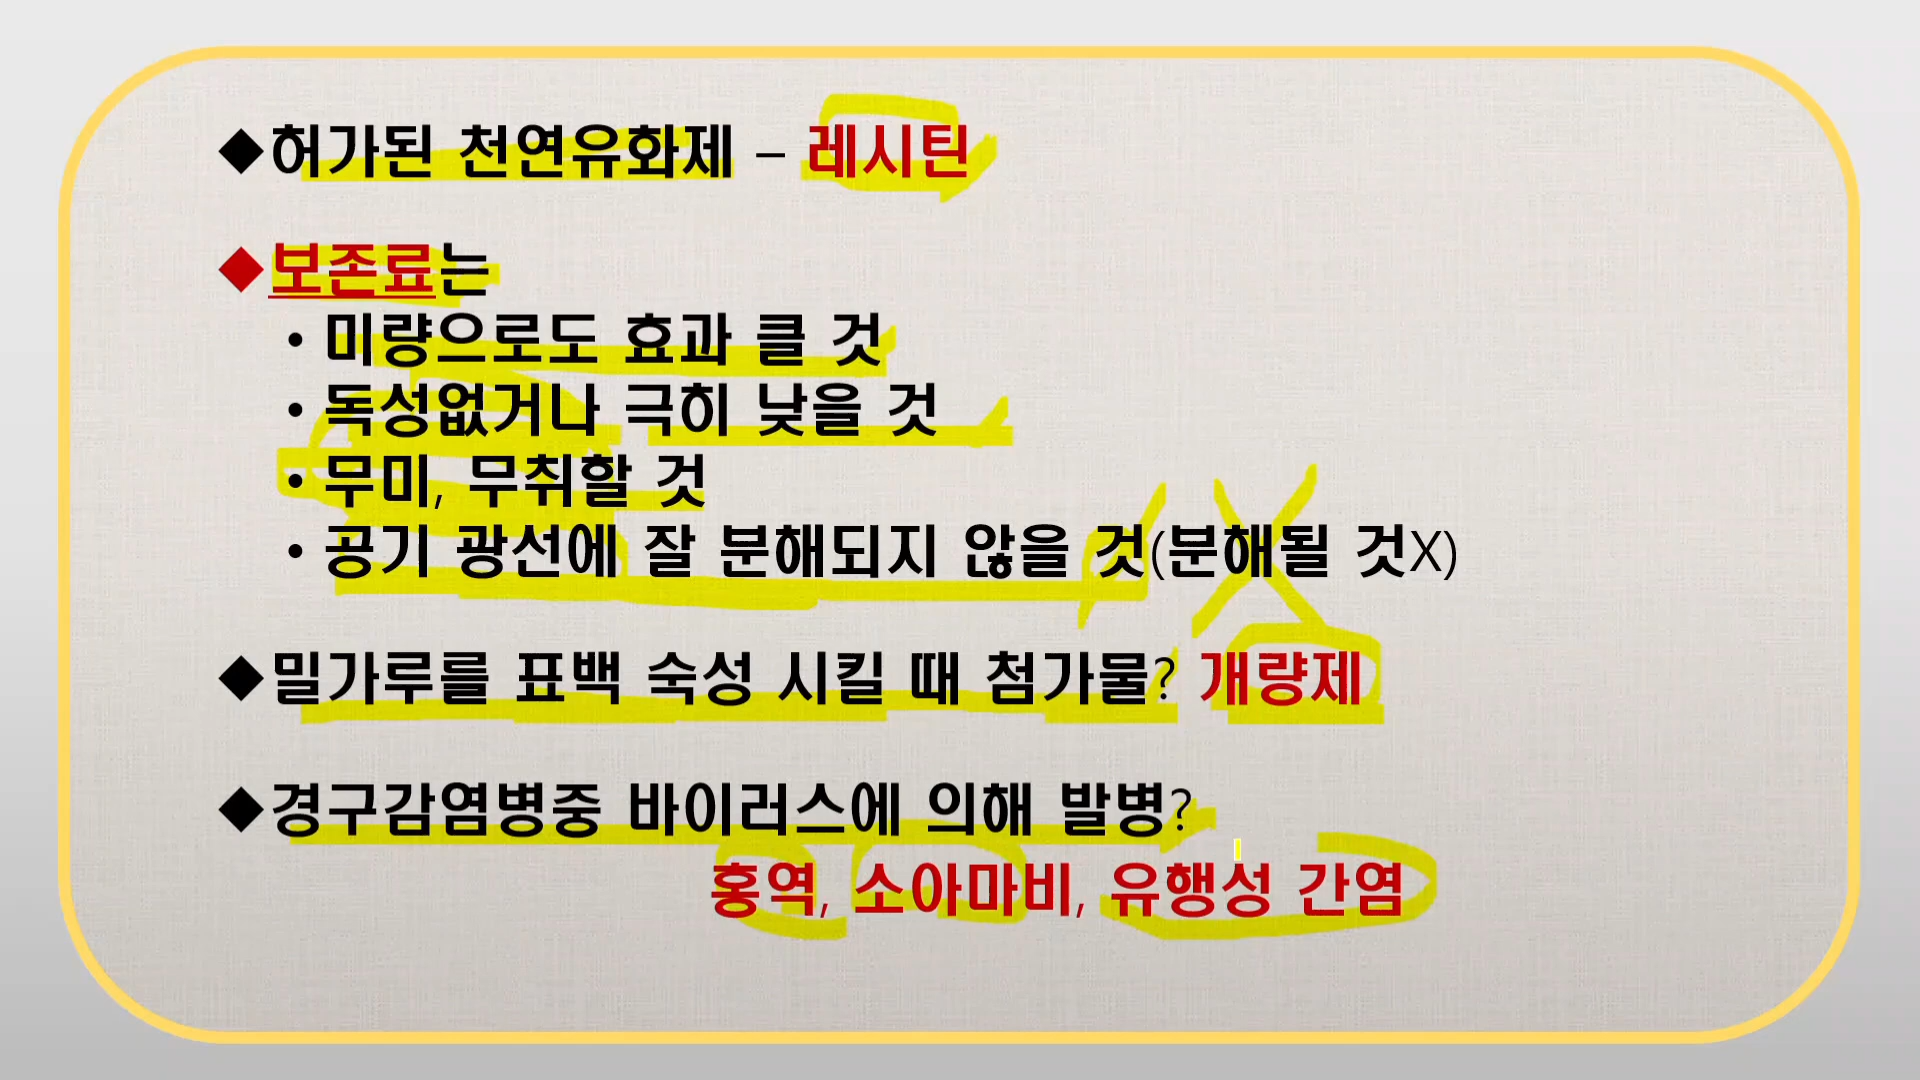 ◆허가된 천연유화제 – 레시틴
◆보존료는
• 미량으로도 효과 클 것
• 독성없거나 극히 낮을 것
• 무미, 무취할 것
• 공기 광선에 잘 분해되지 않을 것(분해될 것X)
◆밀가루를 표백 숙성 시킬 때 첨가물? 개량제
◆경구감염병중 바이러스에 의해 발병?
홍역, 소아마비, 유행성 간염